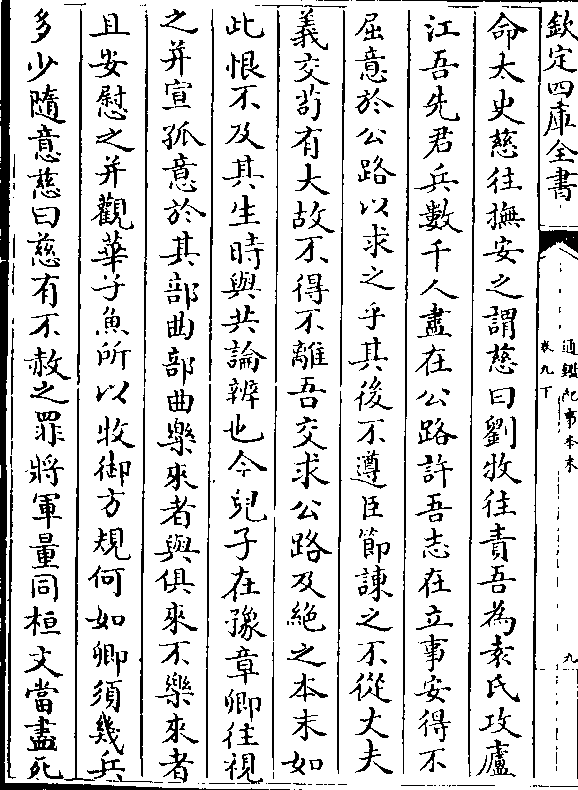 欽定四庫全書
通鑑紀事本末
卷九下
九
命太史慈往撫安之謂慈曰劉牧往責吾為袁氏攻廬
江吾先君兵數千人盡在公路許吾志在立事安得不
屈意於公路以求之乎其後不遵臣節諫之不從丈夫
義交苟有大故不得不離吾交求公路及絶之本末如
此恨不及其生時與共論辨也今兒子在豫章卿往視
之并宣孤意於其部曲部曲樂來者與俱來不樂來者
且安慰之并觀華子魚所以牧御方規何如卿須幾兵
多少隨意慈曰慈有不赦之罪將軍量同桓文當盡死